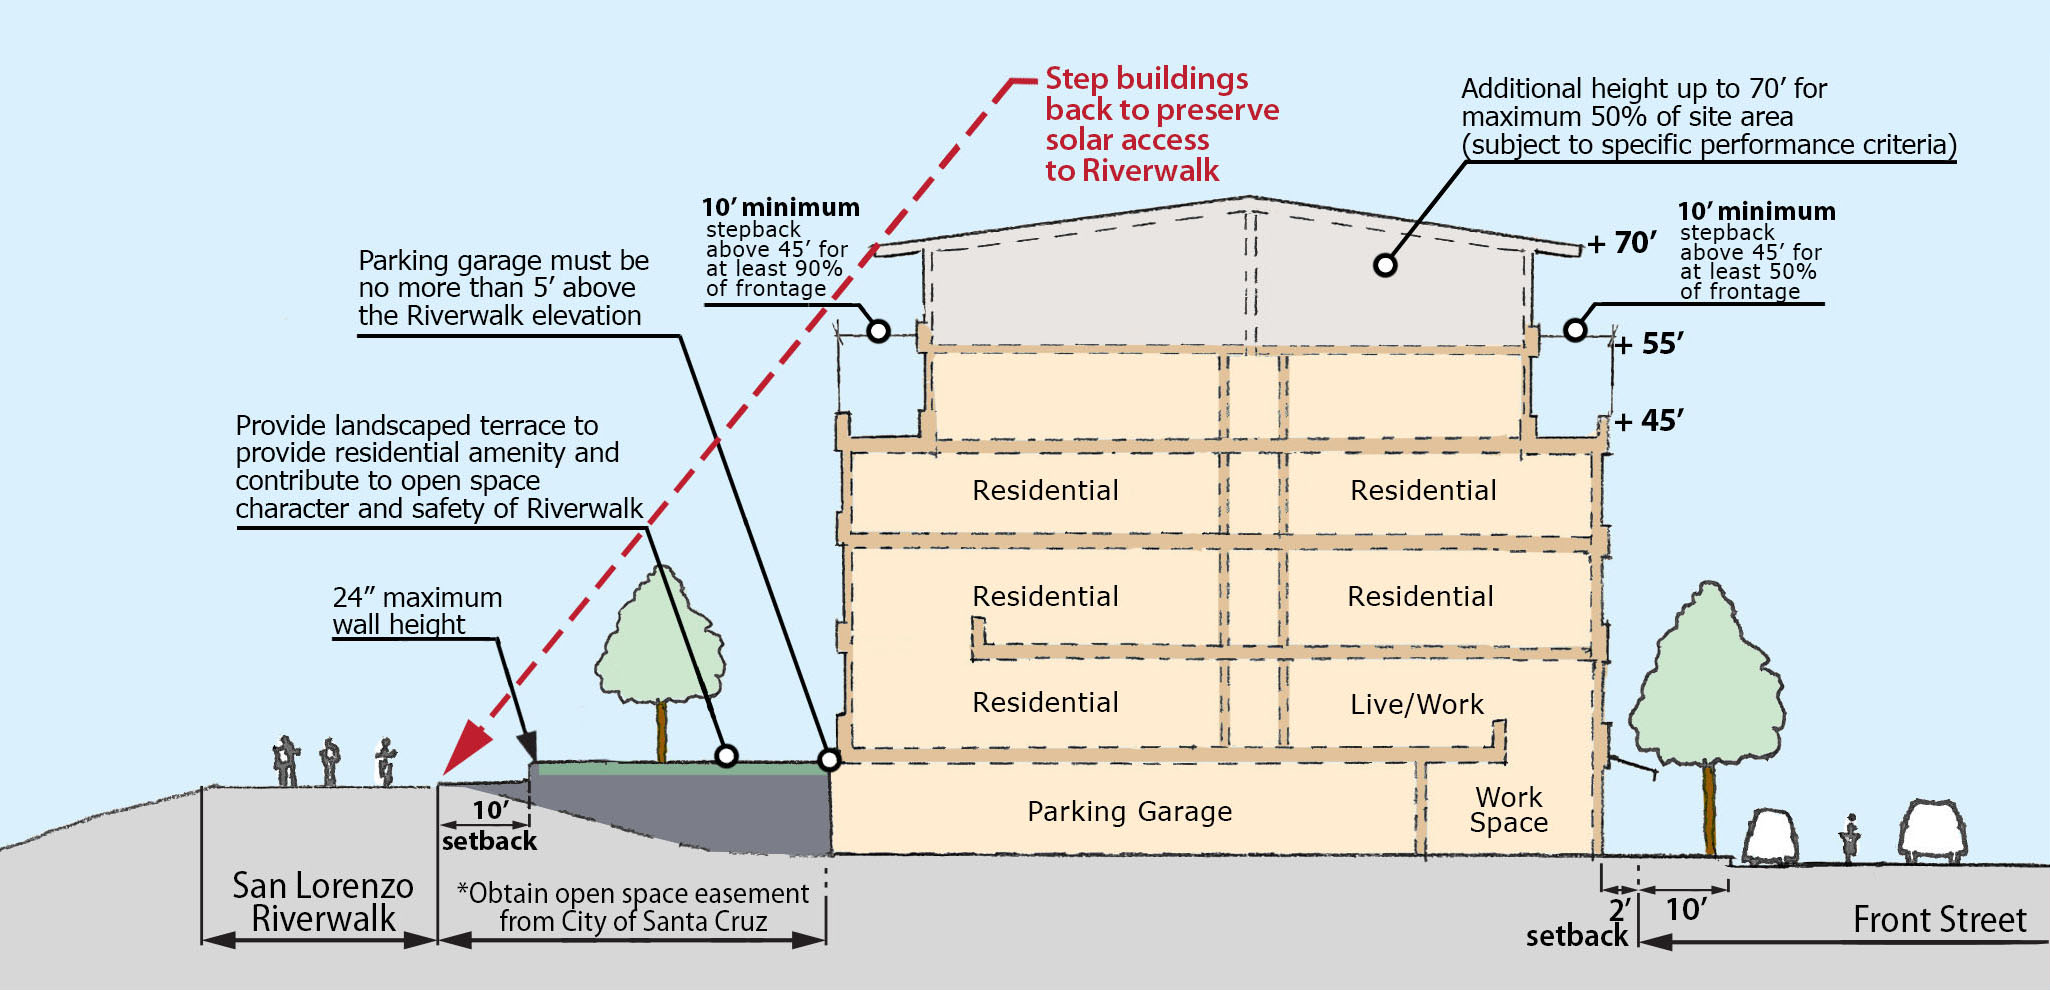 Step buildings
back to preserve
solar access
to Riverwalk
Additional height up to 70’ for
maximum 50% of site area
(subject to specific performance criteria)
10’ minimum
stepback
above 45’ for
at least 90%
of frontage
10’ minimum
stepback
above 45’ for
at least 50%
of frontage
+ 70’
+ 55’
+ 45’
Parking garage must be
no more than 5’ above
the Riverwalk elevation
Provide landscaped terrace to
provide residential amenity and
contribute to open space
character and safety of Riverwalk
24” maximum
wall height
Residential
Residential
Residential
Residential
Residential
Live/Work
Parking Garage
Work
Space
10’
setback
San Lorenzo
Riverwalk
*Obtain open space easement
from City of Santa Cruz
2’
setback
10’
Front Street